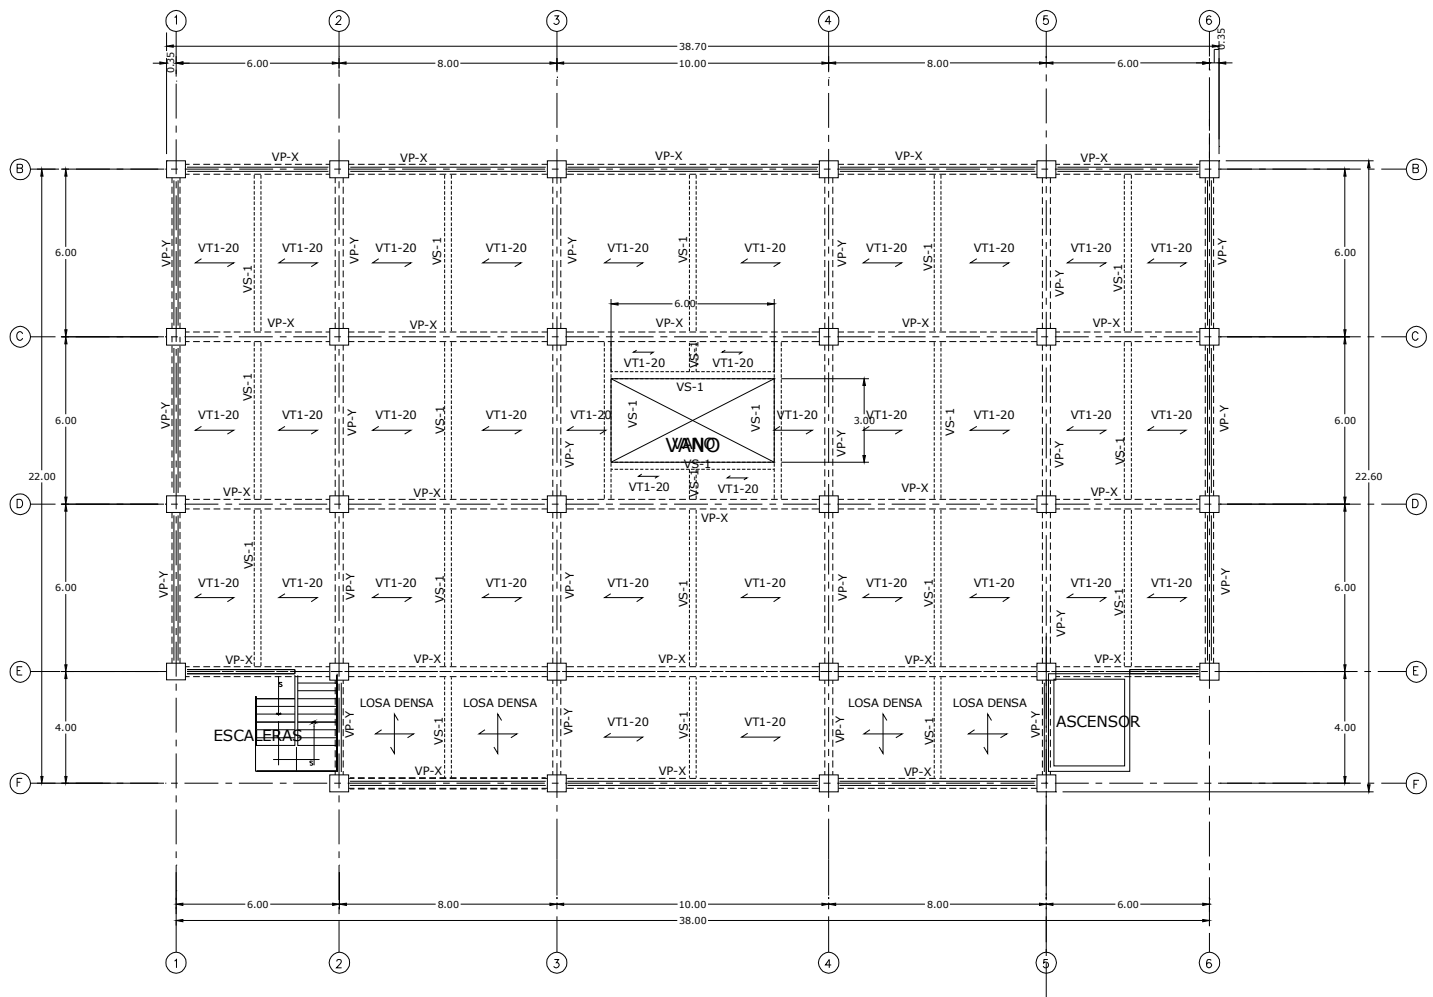 1 2 3 4 5 6
38.70
0.35 6.00 8.00 10.00 8.00 6.00 0.35
VP-X VP-X VP-X VP-X VP-X
B B
6.00 VP-Y VT1-20 VS-1 VT1-20 VP-Y VT1-20 VS-1 VT1-20 VP-Y VT1-20 VS-1 VT1-20 VP-Y VT1-20 VS-1 VT1-20 VP-Y VT1-20 VS-1 VT1-20 VP-Y 6.00
6.00
VP-X VP-X VP-X VP-X VP-X
C C
VT1-20 VS-1 VT1-20
VS-1
6.00 VP-Y VT1-20 VS-1 VT1-20 VP-Y VT1-20 VS-1 VT1-20 VP-Y VT1-20 VS-1 VS-1 VT1-20 3.00 VP-Y VT1-20 VS-1 VT1-20 VP-Y VT1-20 VS-1 VT1-20 VP-Y 6.00
VANO
VANO
VS-1
22.00 22.60
VT1-20 VS-1 VT1-20
VP-X VP-X VP-X VP-X
D D
VP-X
6.00 VP-Y VT1-20 VS-1 VT1-20 VP-Y VT1-20 VS-1 VT1-20 VP-Y VT1-20 VS-1 VT1-20 VP-Y VT1-20 VS-1 VT1-20 VP-Y VT1-20 VS-1 VT1-20 VP-Y 6.00
VP-X VP-X VP-X VP-X VP-X
E E
S
4.00 ESCALERAS VP-Y LOSA DENSA VS-1 LOSA DENSA VP-Y VT1-20 VS-1 VT1-20 VP-Y LOSA DENSA VS-1 LOSA DENSA VP-Y ASCENSOR 4.00
S
VP-X VP-X VP-X
F F
6.00 8.00 10.00 8.00 6.00
38.00
1 2 3 4 5 6